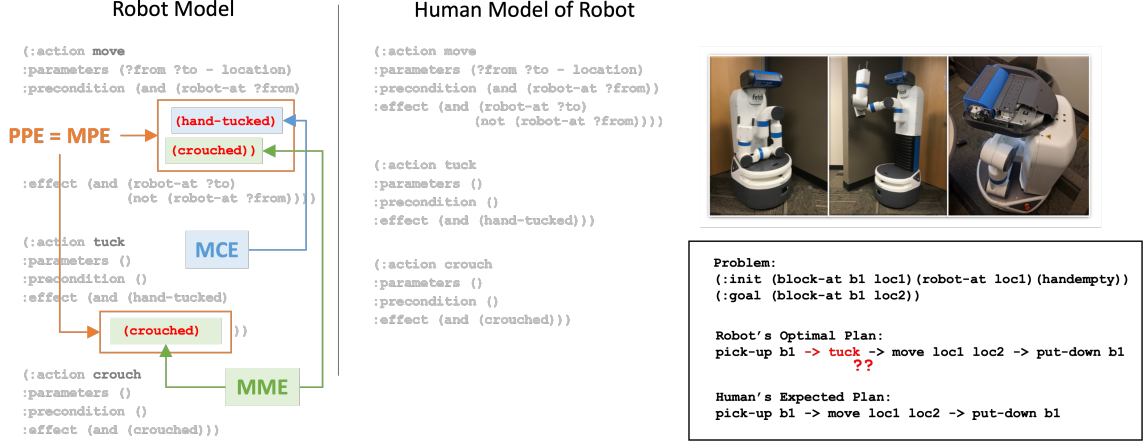 Robot Model
(:action move
:parameters (?from ?to - location)
:precondition (and (robot-at ?from)
(hand-tucked)
(crouched))
PPE = MPE
:effect (and (robot-at ?to)
(not (robot-at ?from))))
(:action tuck
:parameters ()
:precondition ()
:effect (and (hand-tucked)
(crouched) ))
MCE
(:action crouch
:parameters ()
:precondition ()
:effect (and (crouched)))
MME
Human Model of Robot
(:action move
:parameters (?from ?to - location)
:precondition (and (robot-at ?from))
:effect (and (robot-at ?to)
(not (robot-at ?from))))
(:action tuck
:parameters ()
:precondition ()
:effect (and (hand-tucked)))
(:action crouch
:parameters ()
:precondition ()
:effect (and (crouched)))
fetch
Problem:
(:init (block-at b1 loc1)(robot-at loc1)(handempty))
(:goal (block-at b1 loc2))
Robot's Optimal Plan:
pick-up b1 -> tuck -> move loc1 loc2 -> put-down b1
??
Human's Expected Plan:
pick-up b1 -> move loc1 loc2 -> put-down b1